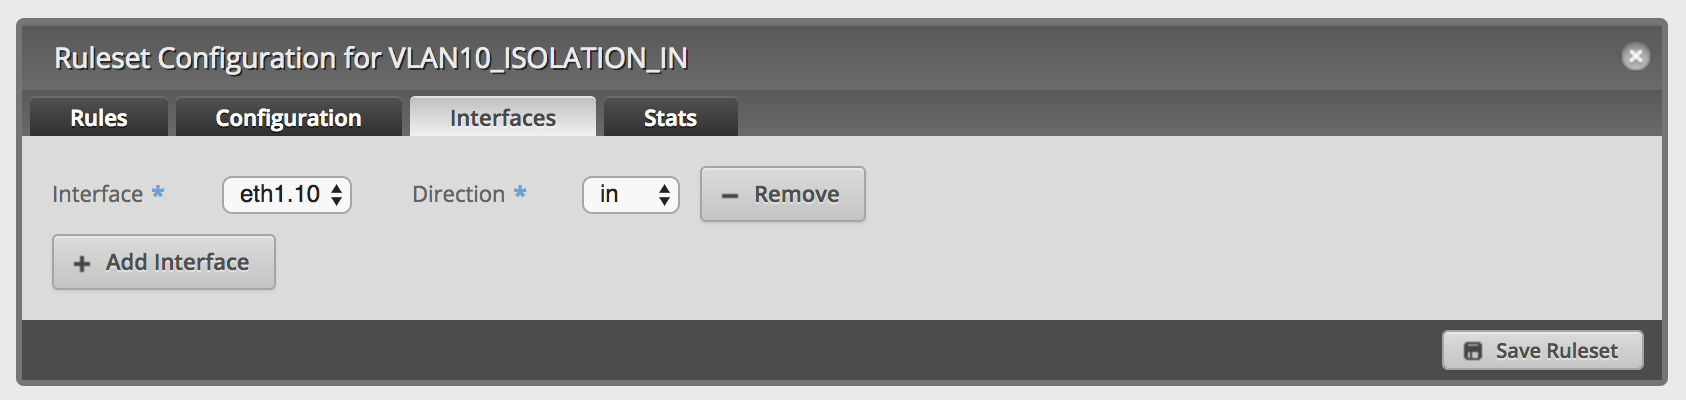 Ruleset Configuration for VLAN10_ISOLATION_IN
Rules Configuration Interfaces Stats
Interface * eth1.10 Direction * in − Remove
+ Add Interface
Save Ruleset